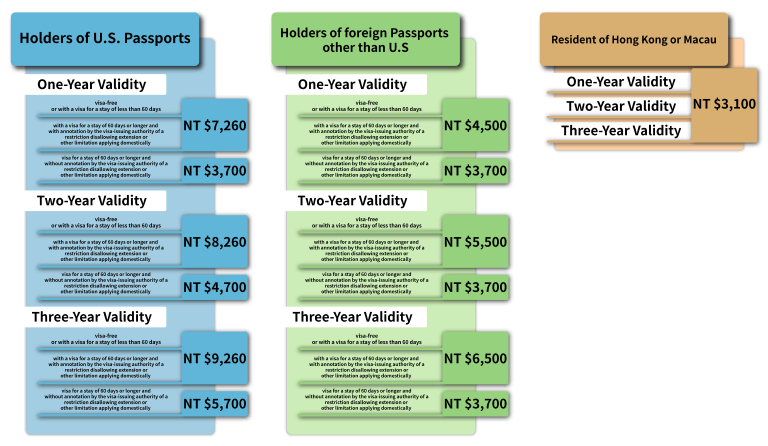 Holders of U.S. Passports
One-Year Validity
visa-free
or with a visa for a stay of less than 60 days
with a visa for a stay of 60 days or longer and
with annotation by the visa-issuing authority of a
restriction disallowing extension or
other limitation applying domestically
NT $7,260
visa for a stay of 60 days or longer and
without annotation by the visa-issuing authority of a
restriction disallowing extension or
other limitation applying domestically
NT $3,700
Two-Year Validity
visa-free
or with a visa for a stay of less than 60 days
with a visa for a stay of 60 days or longer and
with annotation by the visa-issuing authority of a
restriction disallowing extension or
other limitation applying domestically
NT $8,260
visa for a stay of 60 days or longer and
without annotation by the visa-issuing authority of a
restriction disallowing extension or
other limitation applying domestically
NT $4,700
Three-Year Validity
visa-free
or with a visa for a stay of less than 60 days
with a visa for a stay of 60 days or longer and
with annotation by the visa-issuing authority of a
restriction disallowing extension or
other limitation applying domestically
NT $9,260
visa for a stay of 60 days or longer and
without annotation by the visa-issuing authority of a
restriction disallowing extension or
other limitation applying domestically
NT $5,700
Holders of foreign Passports
other than U.S
One-Year Validity
visa-free
or with a visa for a stay of less than 60 days
with a visa for a stay of 60 days or longer and
with annotation by the visa-issuing authority of a
restriction disallowing extension or
other limitation applying domestically
NT $4,500
visa for a stay of 60 days or longer and
without annotation by the visa-issuing authority of a
restriction disallowing extension or
other limitation applying domestically
NT $3,700
Two-Year Validity
visa-free
or with a visa for a stay of less than 60 days
with a visa for a stay of 60 days or longer and
with annotation by the visa-issuing authority of a
restriction disallowing extension or
other limitation applying domestically
NT $5,500
visa for a stay of 60 days or longer and
without annotation by the visa-issuing authority of a
restriction disallowing extension or
other limitation applying domestically
NT $3,700
Three-Year Validity
visa-free
or with a visa for a stay of less than 60 days
with a visa for a stay of 60 days or longer and
with annotation by the visa-issuing authority of a
restriction disallowing extension or
other limitation applying domestically
NT $6,500
visa for a stay of 60 days or longer and
without annotation by the visa-issuing authority of a
restriction disallowing extension or
other limitation applying domestically
NT $3,700
Resident of Hong Kong or Macau
One-Year Validity
Two-Year Validity
Three-Year Validity
NT $3,100